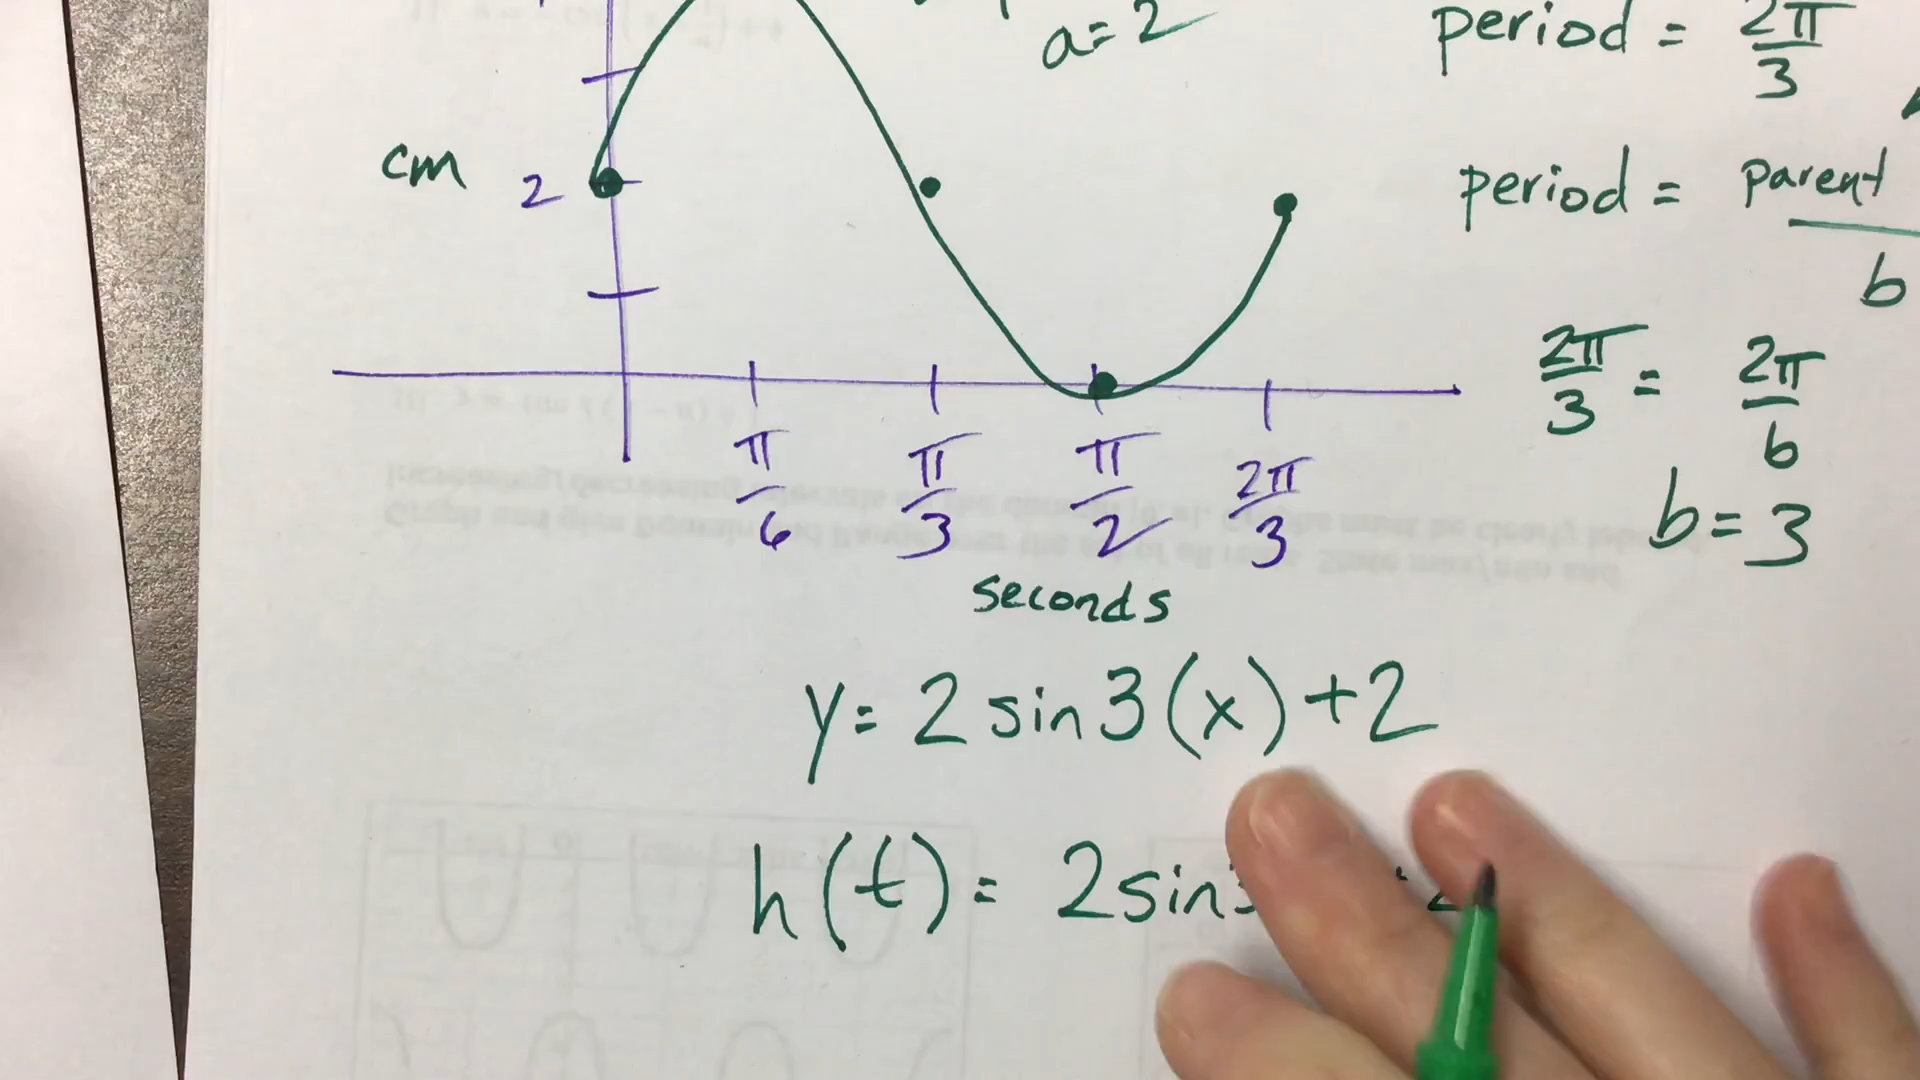 a=2
period = 2π/3
cm
2
period = parent/b
2π/3 = 2π/b
b=3
π/6 π/3 π/2 2π/3
seconds
y= 2 sin 3(x)+2
h(t)= 2sin